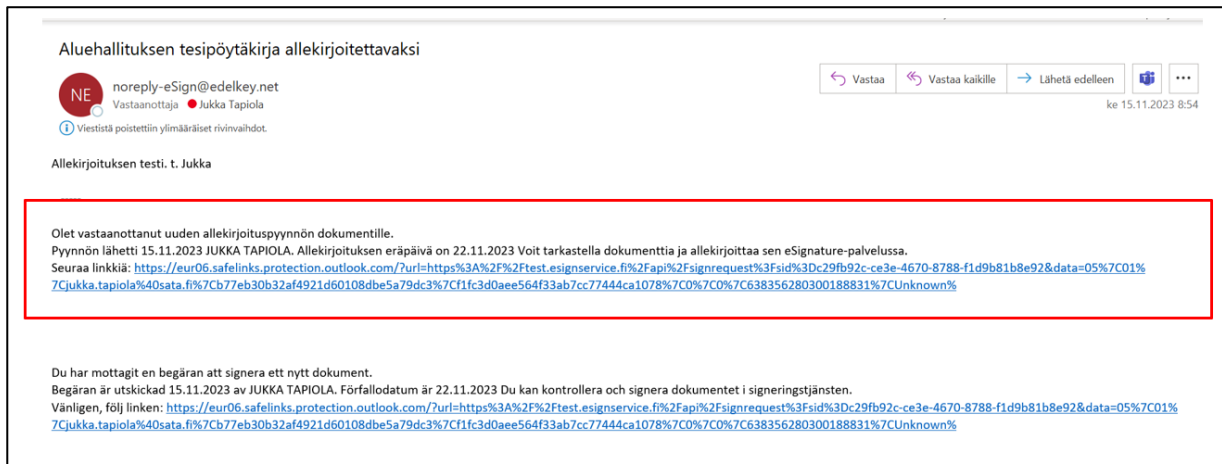 Aluehallituksen tesipöytäkirja allekirjoitettavaksi
NE
noreply-eSign@edelkey.net
Vastaanottaja Jukka Tapiola
Vastaa
Vastaa kaikille
Lähetä edelleen
ke 15.11.2023 8:54
Viestistä poistettiin ylimääräiset rivinvaihdot.
Allekirjoituksen testi. t. Jukka
Olet vastaanottanut uuden allekirjoituspyynnön dokumentille.
Pyynnön lähetti 15.11.2023 JUKKA TAPIOLA. Allekirjoituksen eräpäivä on 22.11.2023 Voit tarkastella dokumenttia ja allekirjoittaa sen eSignature-palvelussa.
Seuraa linkkiä: https://eur06.safelinks.protection.outlook.com/?url=https%3A%2F%2Ftest.esignservice.fi%2Fapi%2Fsignrequest%3Fsid%3Dc29fb92c-ce3e-4670-8788-f1d9b81b8e92&data=05%7C01%
7Cjukka.tapiola%40sata.fi%7Cb77eb30b32af4921d60108dbe5a79dc3%7Cf1fc3d0aee564f33ab7cc77444ca1078%7C0%7C0%7C638356280300188831%7CUnknown%
Du har mottagit en begäran att signera ett nytt dokument.
Begäran är utskickad 15.11.2023 av JUKKA TAPIOLA. Förfallodatum är 22.11.2023 Du kan kontrollera och signera dokumentet i signeringstjänsten.
Vänligen, följ linken: https://eur06.safelinks.protection.outlook.com/?url=https%3A%2F%2Ftest.esignservice.fi%2Fapi%2Fsignrequest%3Fsid%3Dc29fb92c-ce3e-4670-8788-f1d9b81b8e92&data=05%7C01%
7Cjukka.tapiola%40sata.fi%7Cb77eb30b32af4921d60108dbe5a79dc3%7Cf1fc3d0aee564f33ab7cc77444ca1078%7C0%7C0%7C638356280300188831%7CUnknown%